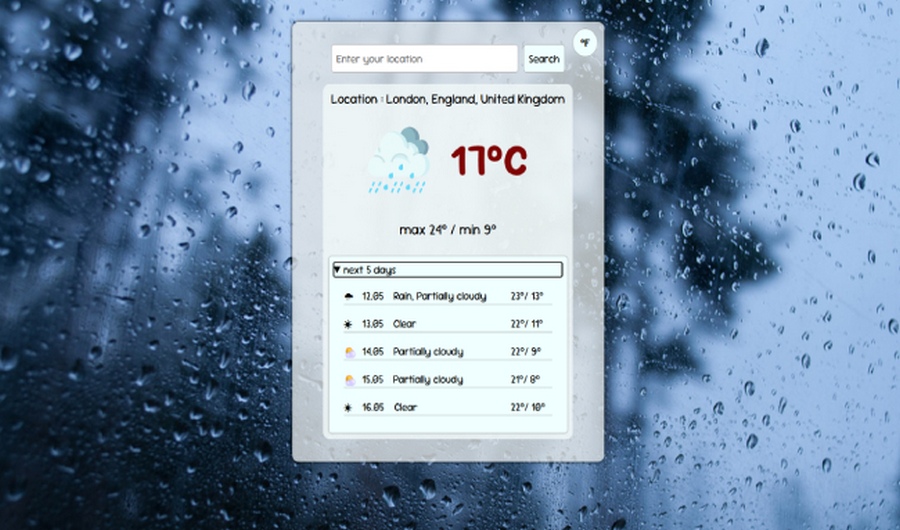 °F
Enter your location
Search
Location : London, England, United Kingdom
17°C
max 24° / min 9°
▼ next 5 days
12.05 Rain, Partially cloudy 23°/ 13°
13.05 Clear 22°/ 11°
14.05 Partially cloudy 22°/ 9°
15.05 Partially cloudy 21°/ 8°
16.05 Clear 22°/ 10°